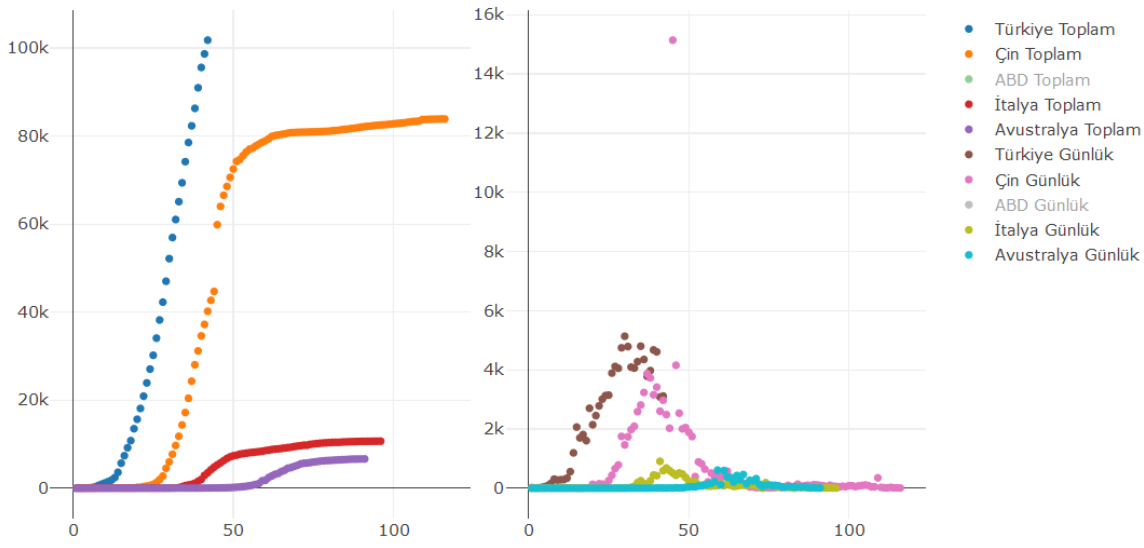 100k
80k
60k
40k
20k
0
0
50
100
16k
14k
12k
10k
8k
6k
4k
2k
0
0
50
100
Türkiye Toplam
Çin Toplam
ABD Toplam
İtalya Toplam
Avustralya Toplam
Türkiye Günlük
Çin Günlük
ABD Günlük
İtalya Günlük
Avustralya Günlük